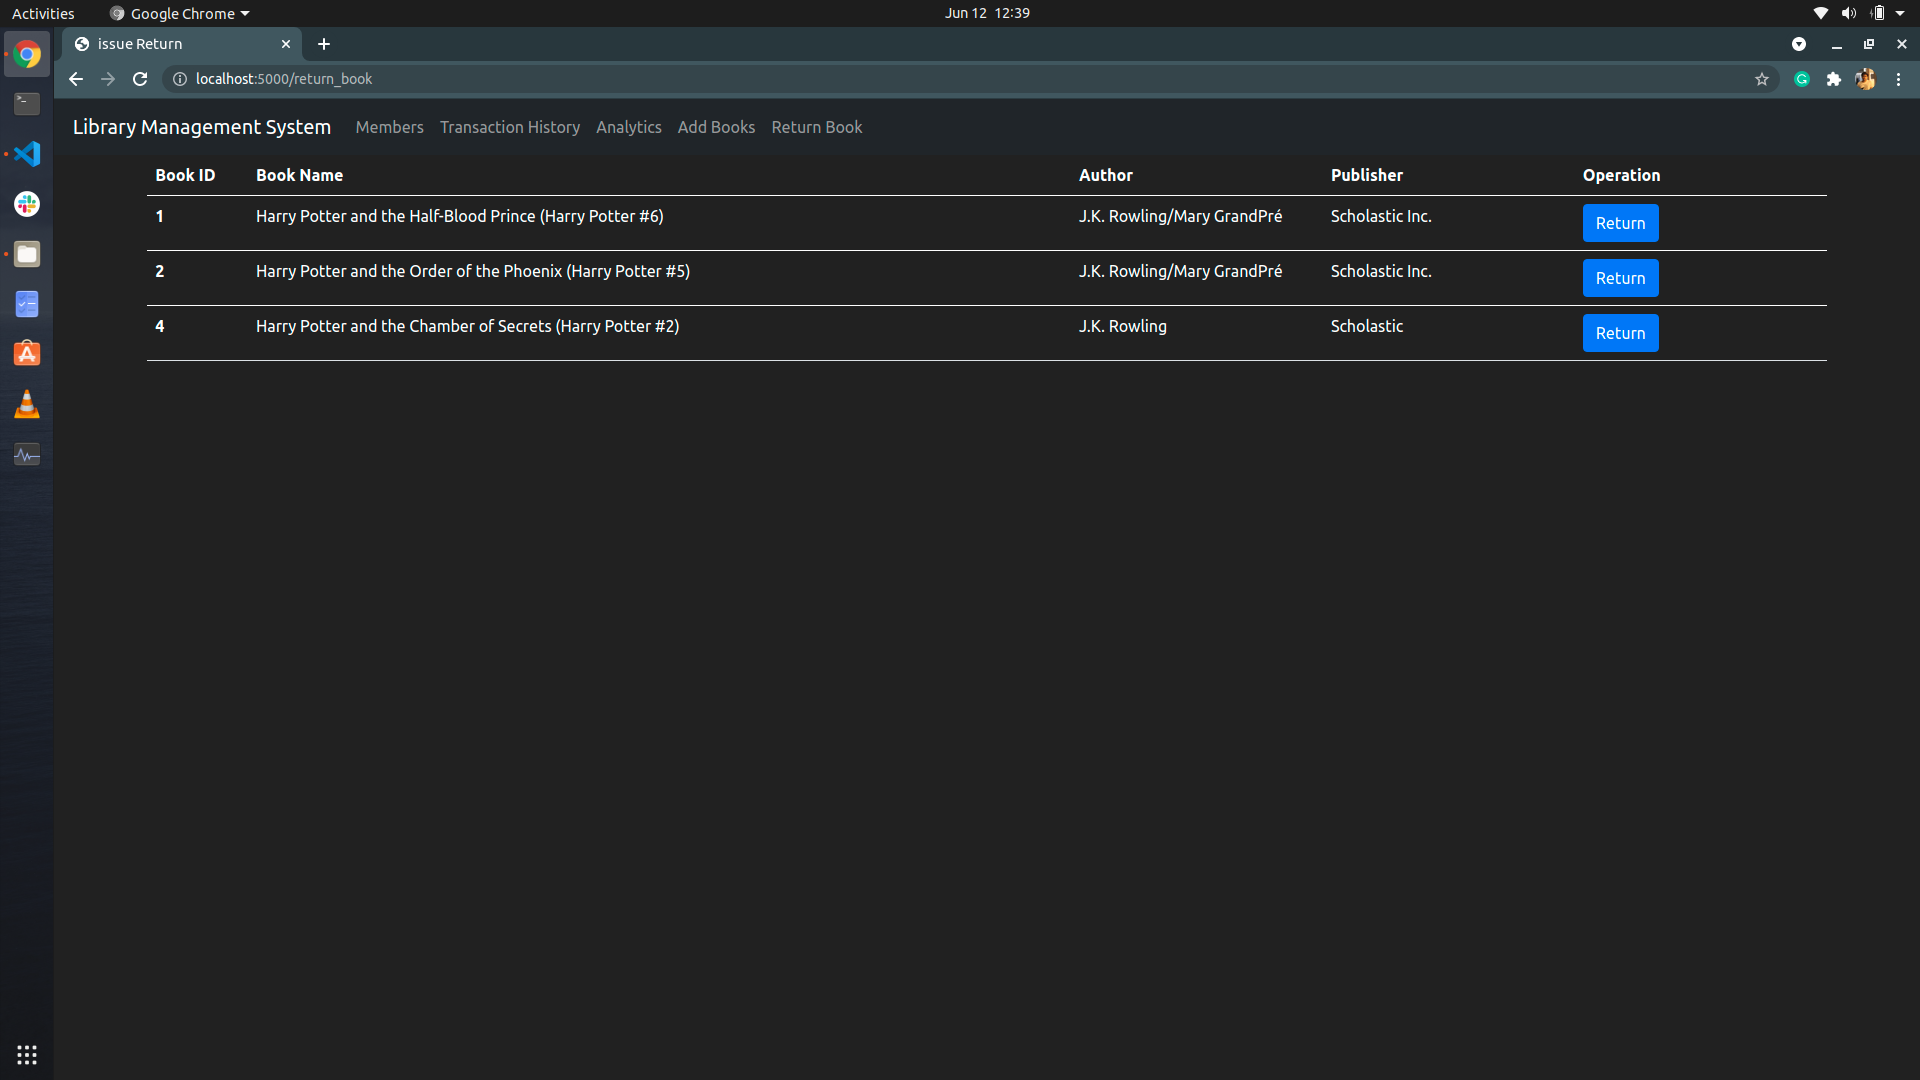 Activities Google Chrome Jun 12 12:39
issue Return
localhost:5000/return_book
Library Management System Members Transaction History Analytics Add Books Return Book
Book ID Book Name Author Publisher Operation
1 Harry Potter and the Half-Blood Prince (Harry Potter #6) J.K. Rowling/Mary GrandPré Scholastic Inc. Return
2 Harry Potter and the Order of the Phoenix (Harry Potter #5) J.K. Rowling/Mary GrandPré Scholastic Inc. Return
4 Harry Potter and the Chamber of Secrets (Harry Potter #2) J.K. Rowling Scholastic Return